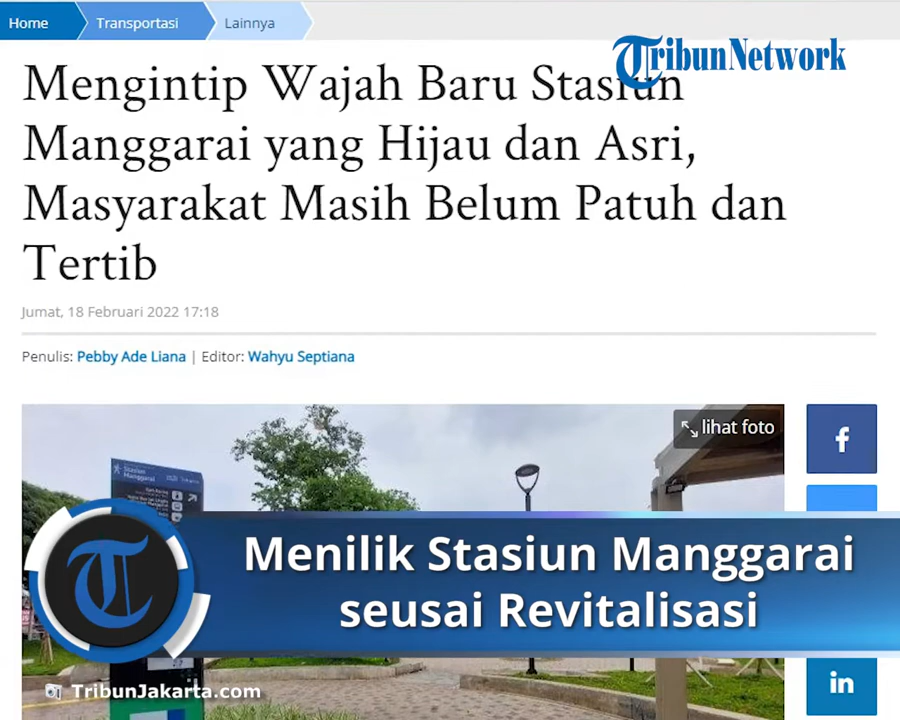 Home
Transportasi
Lainnya
TribunNetwork
Mengintip Wajah Baru Stasiun
Manggarai yang Hijau dan Asri,
Masyarakat Masih Belum Patuh dan
Tertib
Jumat, 18 Februari 2022 17:18
Penulis: Pebby Ade Liana | Editor: Wahyu Septiana
lihat foto
f
Stasiun
Manggarai
Menilik Stasiun Manggarai
seusai Revitalisasi
T
in
TribunJakarta.com